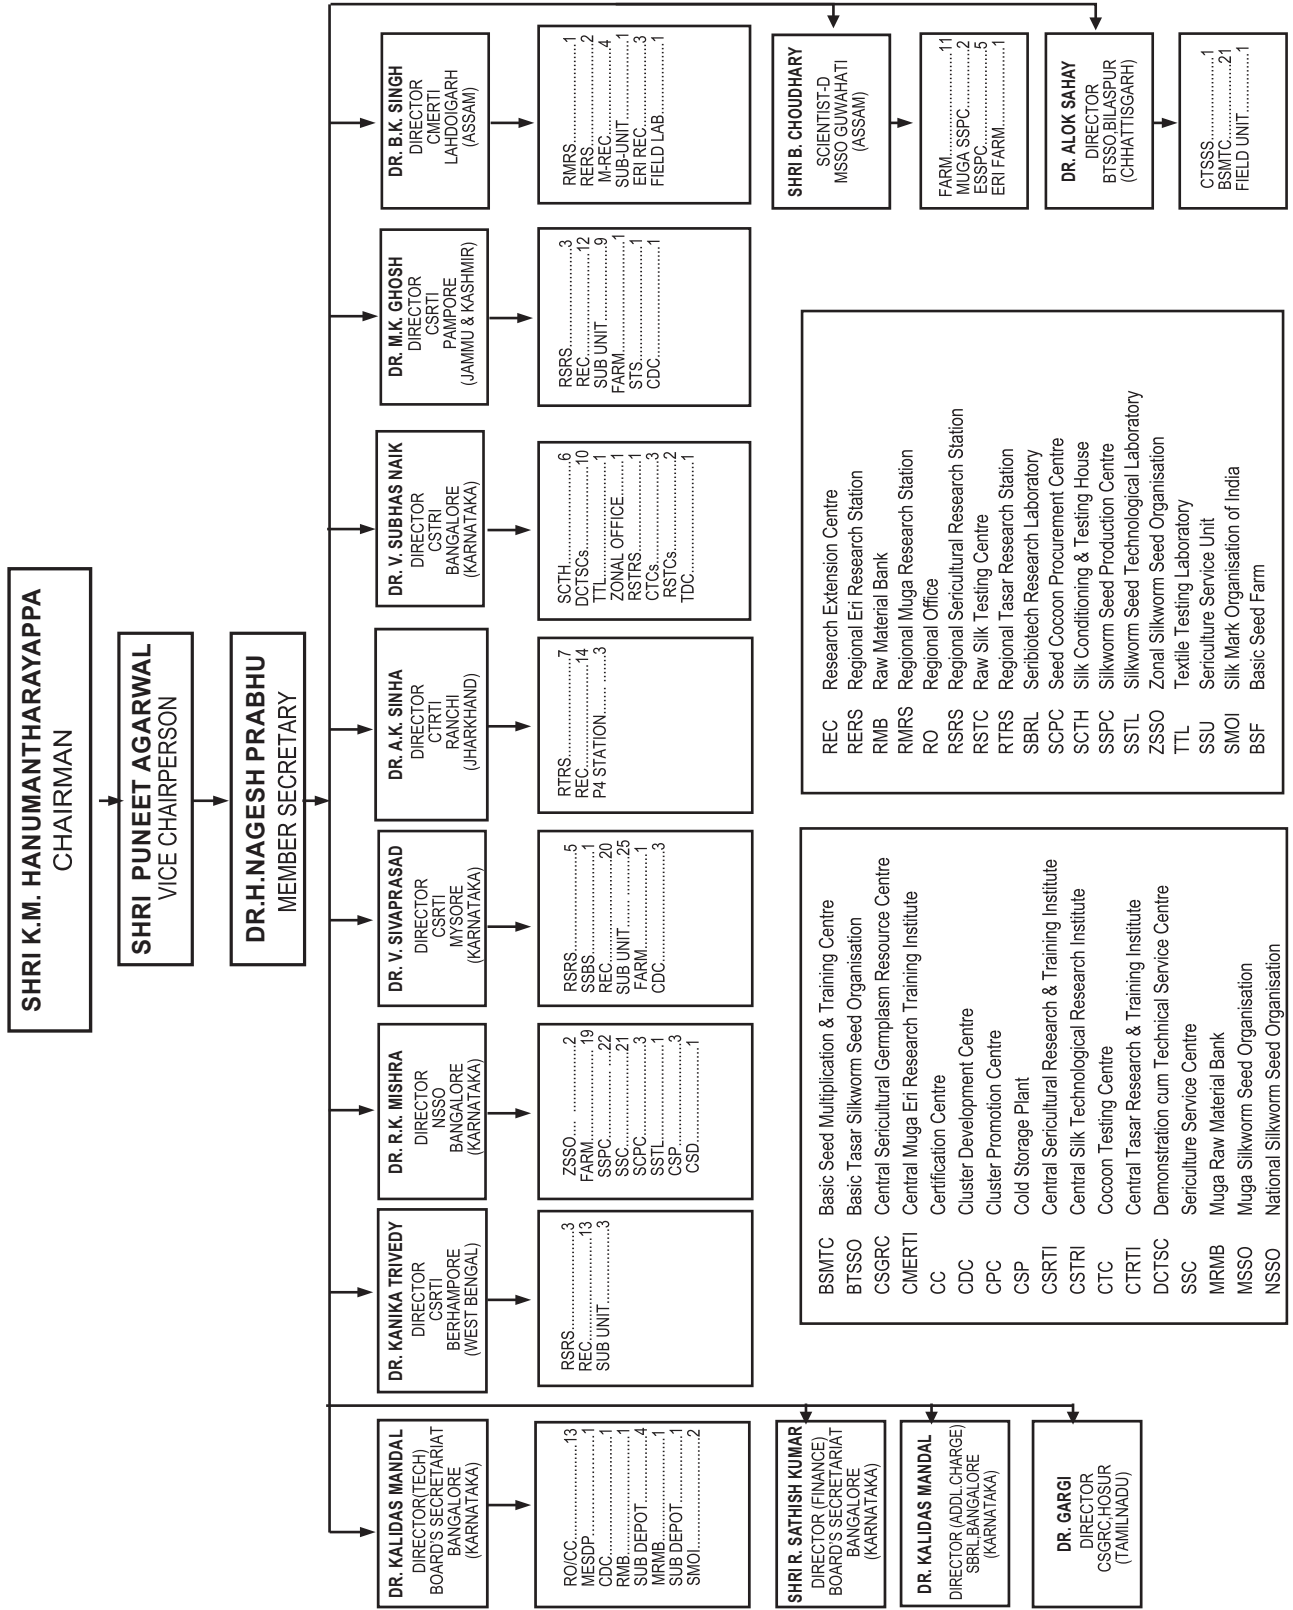 SHRI K.M. HANUMANTHARAYAPPA
CHAIRMAN
SHRI PUNEET AGARWAL
VICE CHAIRPERSON
DR.H.NAGESH PRABHU
MEMBER SECRETARY
DR. KALIDAS MANDAL
DIRECTOR(TECH)
BOARD'S SECRETARIAT
BANGALORE
(KARNATAKA)
RO/CC..................13
MESDP..................1
CDC.....................1
RMB.....................1
SUB DEPOT.........4
MRMB..................1
SUB DEPOT.........1
SMOI....................2
DR. KANIKA TRIVEDY
DIRECTOR
CSRTI
BERHAMPORE
(WEST BENGAL)
RSRS......................3
REC......................13
SUB UNIT................3
DR. R.K. MISHRA
DIRECTOR
NSSO
BANGALORE
(KARNATAKA)
ZSSO..... ...........2
FARM.................19
SSPC.................22
SSC...................21
SCPC..................3
SSTL...................1
CSP....................3
CSD....................1
DR. V. SIVAPRASAD
DIRECTOR
CSRTI
MYSORE
(KARNATAKA)
RSRS...................5
SSBS...................1
REC....................20
SUB UNIT...... ......25
FARM...................1
CDC.....................3
DR. A.K. SINHA
DIRECTOR
CTRTI
RANCHI
(JHARKHAND)
RTRS....................7
REC.....................14
P4 STATION...... ....3
DR. V. SUBHAS NAIK
DIRECTOR
CSTRI
BANGALORE
(KARNATAKA)
SCTH....................6
DCTSCs...............10
TTL.......................1
ZONAL OFFICE......1
RSTRS..................1
CTCs....................3
RSTCs..................2
TDC......................1
DR. M.K. GHOSH
DIRECTOR
CSRTI
PAMPORE
(JAMMU & KASHMIR)
RSRS...................3
REC....................12
SUB UNIT..............9
FARM....................1
STS......................1
CDC.....................1
DR. B.K. SINGH
DIRECTOR
CMERTI
LAHDOIGARH
(ASSAM)
RMRS..................1
RERS...................2
M-REC.................4
SUB-UNIT.............1
ERI REC..............3
FIELD LAB............1
SHRI R. SATHISH KUMAR
DIRECTOR (FINANCE)
BOARD'S SECRETARIAT
BANGALORE
(KARNATAKA)
DR. KALIDAS MANDAL
DIRECTOR (ADDL.CHARGE)
SBRL,BANGALORE
(KARNATAKA)
DR. GARGI
DIRECTOR
CSGRC,HOSUR
(TAMILNADU)
SHRI B. CHOUDHARY
SCIENTIST-D
MSSO GUWAHATI
(ASSAM)
FARM..................11
MUGA SSPC.........2
ESSPC.................5
ERI FARM.............1
DR. ALOK SAHAY
DIRECTOR
BTSSO,BILASPUR
(CHHATTISGARH)
CTSSS..................1
BSMTC................21
FIELD UNIT............1
BSMTC Basic Seed Multiplication & Training Centre
BTSSO Basic Tasar Silkworm Seed Organisation
CSGRC Central Sericultural Germplasm Resource Centre
CMERTI Central Muga Eri Research Training Institute
CC Certification Centre
CDC Cluster Development Centre
CPC Cluster Promotion Centre
CSP Cold Storage Plant
CSRTI Central Sericultural Research & Training Institute
CSTRI Central Silk Technological Research Institute
CTC Cocoon Testing Centre
CTRTI Central Tasar Research & Training Institute
DCTSC Demonstration cum Technical Service Centre
SSC Sericulture Service Centre
MRMB Muga Raw Material Bank
MSSO Muga Silkworm Seed Organisation
NSSO National Silkworm Seed Organisation
REC Research Extension Centre
RERS Regional Eri Research Station
RMB Raw Material Bank
RMRS Regional Muga Research Station
RO Regional Office
RSRS Regional Sericultural Research Station
RSTC Raw Silk Testing Centre
RTRS Regional Tasar Research Station
SBRL Seribiotech Research Laboratory
SCPC Seed Cocoon Procurement Centre
SCTH Silk Conditioning & Testing House
SSPC Silkworm Seed Production Centre
SSTL Silkworm Seed Technological Laboratory
ZSSO Zonal Silkworm Seed Organisation
TTL Textile Testing Laboratory
SSU Sericulture Service Unit
SMOI Silk Mark Organisation of India
BSF Basic Seed Farm